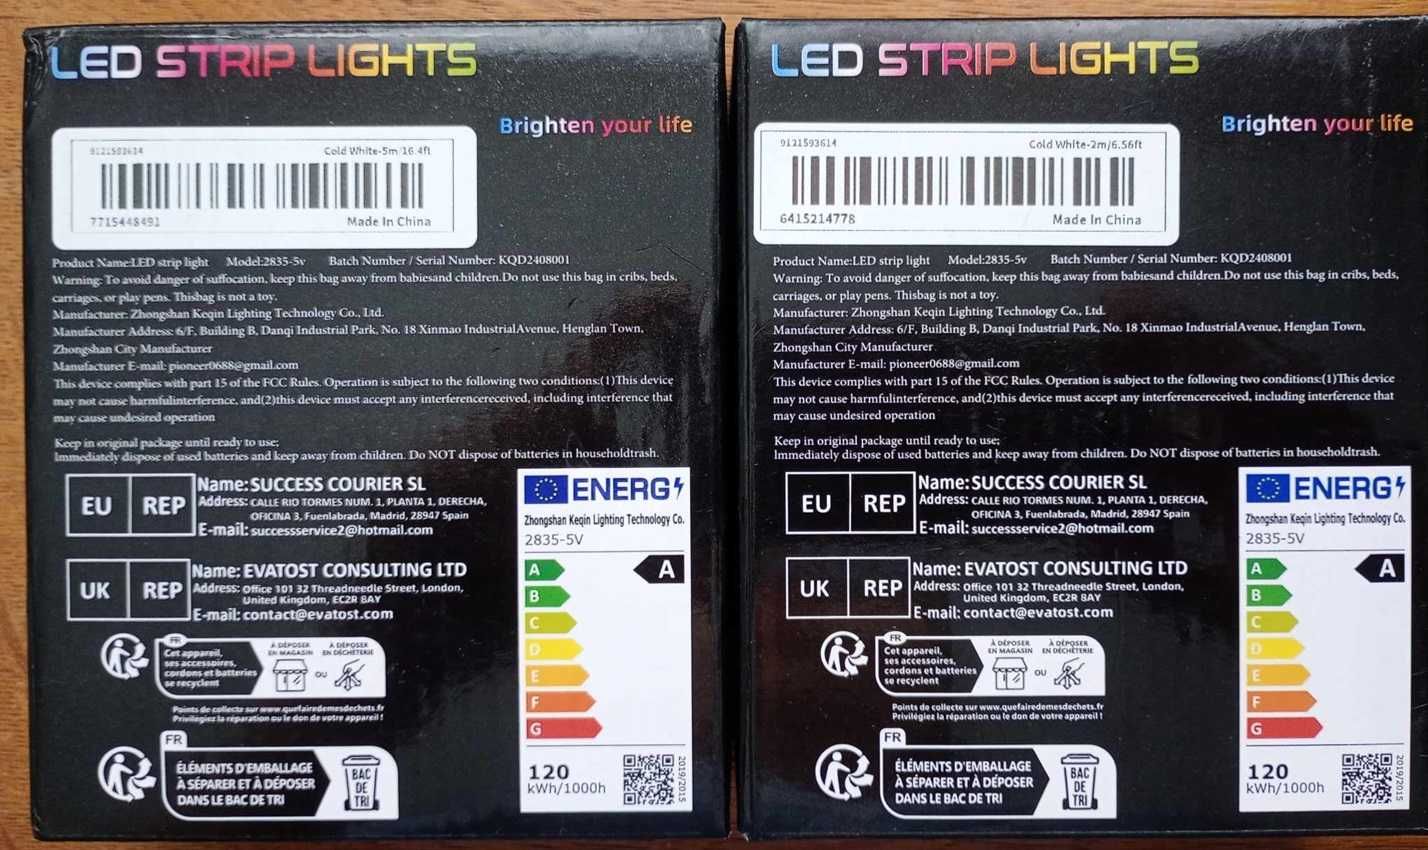 LED STRIP LIGHTS
Brighten your life
9121593614 Cold White-5m/16.4ft
7715448491 Made In China
Product Name:LED strip light Model:2835-5v Batch Number / Serial Number: KQD2408001
Warning: To avoid danger of suffocation, keep this bag away from babiesand children.Do not use this bag in cribs, beds,
carriages, or play pens. Thisbag is not a toy.
Manufacturer: Zhongshan Keqin Lighting Technology Co., Ltd.
Manufacturer Address: 6/F, Building B, Danqi Industrial Park, No. 18 Xinmao IndustrialAvenue, Henglan Town,
Zhongshan City Manufacturer
Manufacturer E-mail: pioneer0688@gmail.com
This device complies with part 15 of the FCC Rules. Operation is subject to the following two conditions:(1)This device
may not cause harmfulinterference, and(2)this device must accept any interferencereceived, including interference that
may cause undesired operation
Keep in original package until ready to use;
Immediately dispose of used batteries and keep away from children. Do NOT dispose of batteries in householdtrash.
EU REP
Name: SUCCESS COURIER SL
Address: CALLE RIO TORMES NUM. 1, PLANTA 1, DERECHA,
OFICINA 3, Fuenlabrada, Madrid, 28947 Spain
E-mail: successservice2@hotmail.com
UK REP
Name: EVATOST CONSULTING LTD
Address: Office 101 32 Threadneedle Street, London,
United Kingdom, EC2R 8AY
E-mail: contact@evatost.com
FR
Cet appareil,
ses accessoires,
cordons et batteries
se recyclent
À DÉPOSER
EN MAGASIN
OU
À DÉPOSER
EN DÉCHÈTERIE
Points de collecte sur www.quefairedemesdechets.fr
Privilégiez la réparation ou le don de votre appareil !
FR
ÉLÉMENTS D'EMBALLAGE
À SÉPARER ET À DÉPOSER
DANS LE BAC DE TRI
BAC
DE
TRI
ENERG
Zhongshan Keqin Lighting Technology Co.
2835-5V
A A
B
C
D
E
F
G
120
kWh/1000h
2019/2015
LED STRIP LIGHTS
Brighten your life
9121593614 Cold White-2m/6.56ft
6415214778 Made In China
Product Name:LED strip light Model:2835-5v Batch Number / Serial Number: KQD2408001
Warning: To avoid danger of suffocation, keep this bag away from babiesand children.Do not use this bag in cribs, beds,
carriages, or play pens. Thisbag is not a toy.
Manufacturer: Zhongshan Keqin Lighting Technology Co., Ltd.
Manufacturer Address: 6/F, Building B, Danqi Industrial Park, No. 18 Xinmao IndustrialAvenue, Henglan Town,
Zhongshan City Manufacturer
Manufacturer E-mail: pioneer0688@gmail.com
This device complies with part 15 of the FCC Rules. Operation is subject to the following two conditions:(1)This device
may not cause harmfulinterference, and(2)this device must accept any interferencereceived, including interference that
may cause undesired operation
Keep in original package until ready to use;
Immediately dispose of used batteries and keep away from children. Do NOT dispose of batteries in householdtrash.
EU REP
Name: SUCCESS COURIER SL
Address: CALLE RIO TORMES NUM. 1, PLANTA 1, DERECHA,
OFICINA 3, Fuenlabrada, Madrid, 28947 Spain
E-mail: successservice2@hotmail.com
UK REP
Name: EVATOST CONSULTING LTD
Address: Office 101 32 Threadneedle Street, London,
United Kingdom, EC2R 8AY
E-mail: contact@evatost.com
FR
Cet appareil,
ses accessoires,
cordons et batteries
se recyclent
À DÉPOSER
EN MAGASIN
OU
À DÉPOSER
EN DÉCHÈTERIE
Points de collecte sur www.quefairedemesdechets.fr
Privilégiez la réparation ou le don de votre appareil !
FR
ÉLÉMENTS D'EMBALLAGE
À SÉPARER ET À DÉPOSER
DANS LE BAC DE TRI
BAC
DE
TRI
ENERG
Zhongshan Keqin Lighting Technology Co.
2835-5V
A A
B
C
D
E
F
G
120
kWh/1000h
2019/2015